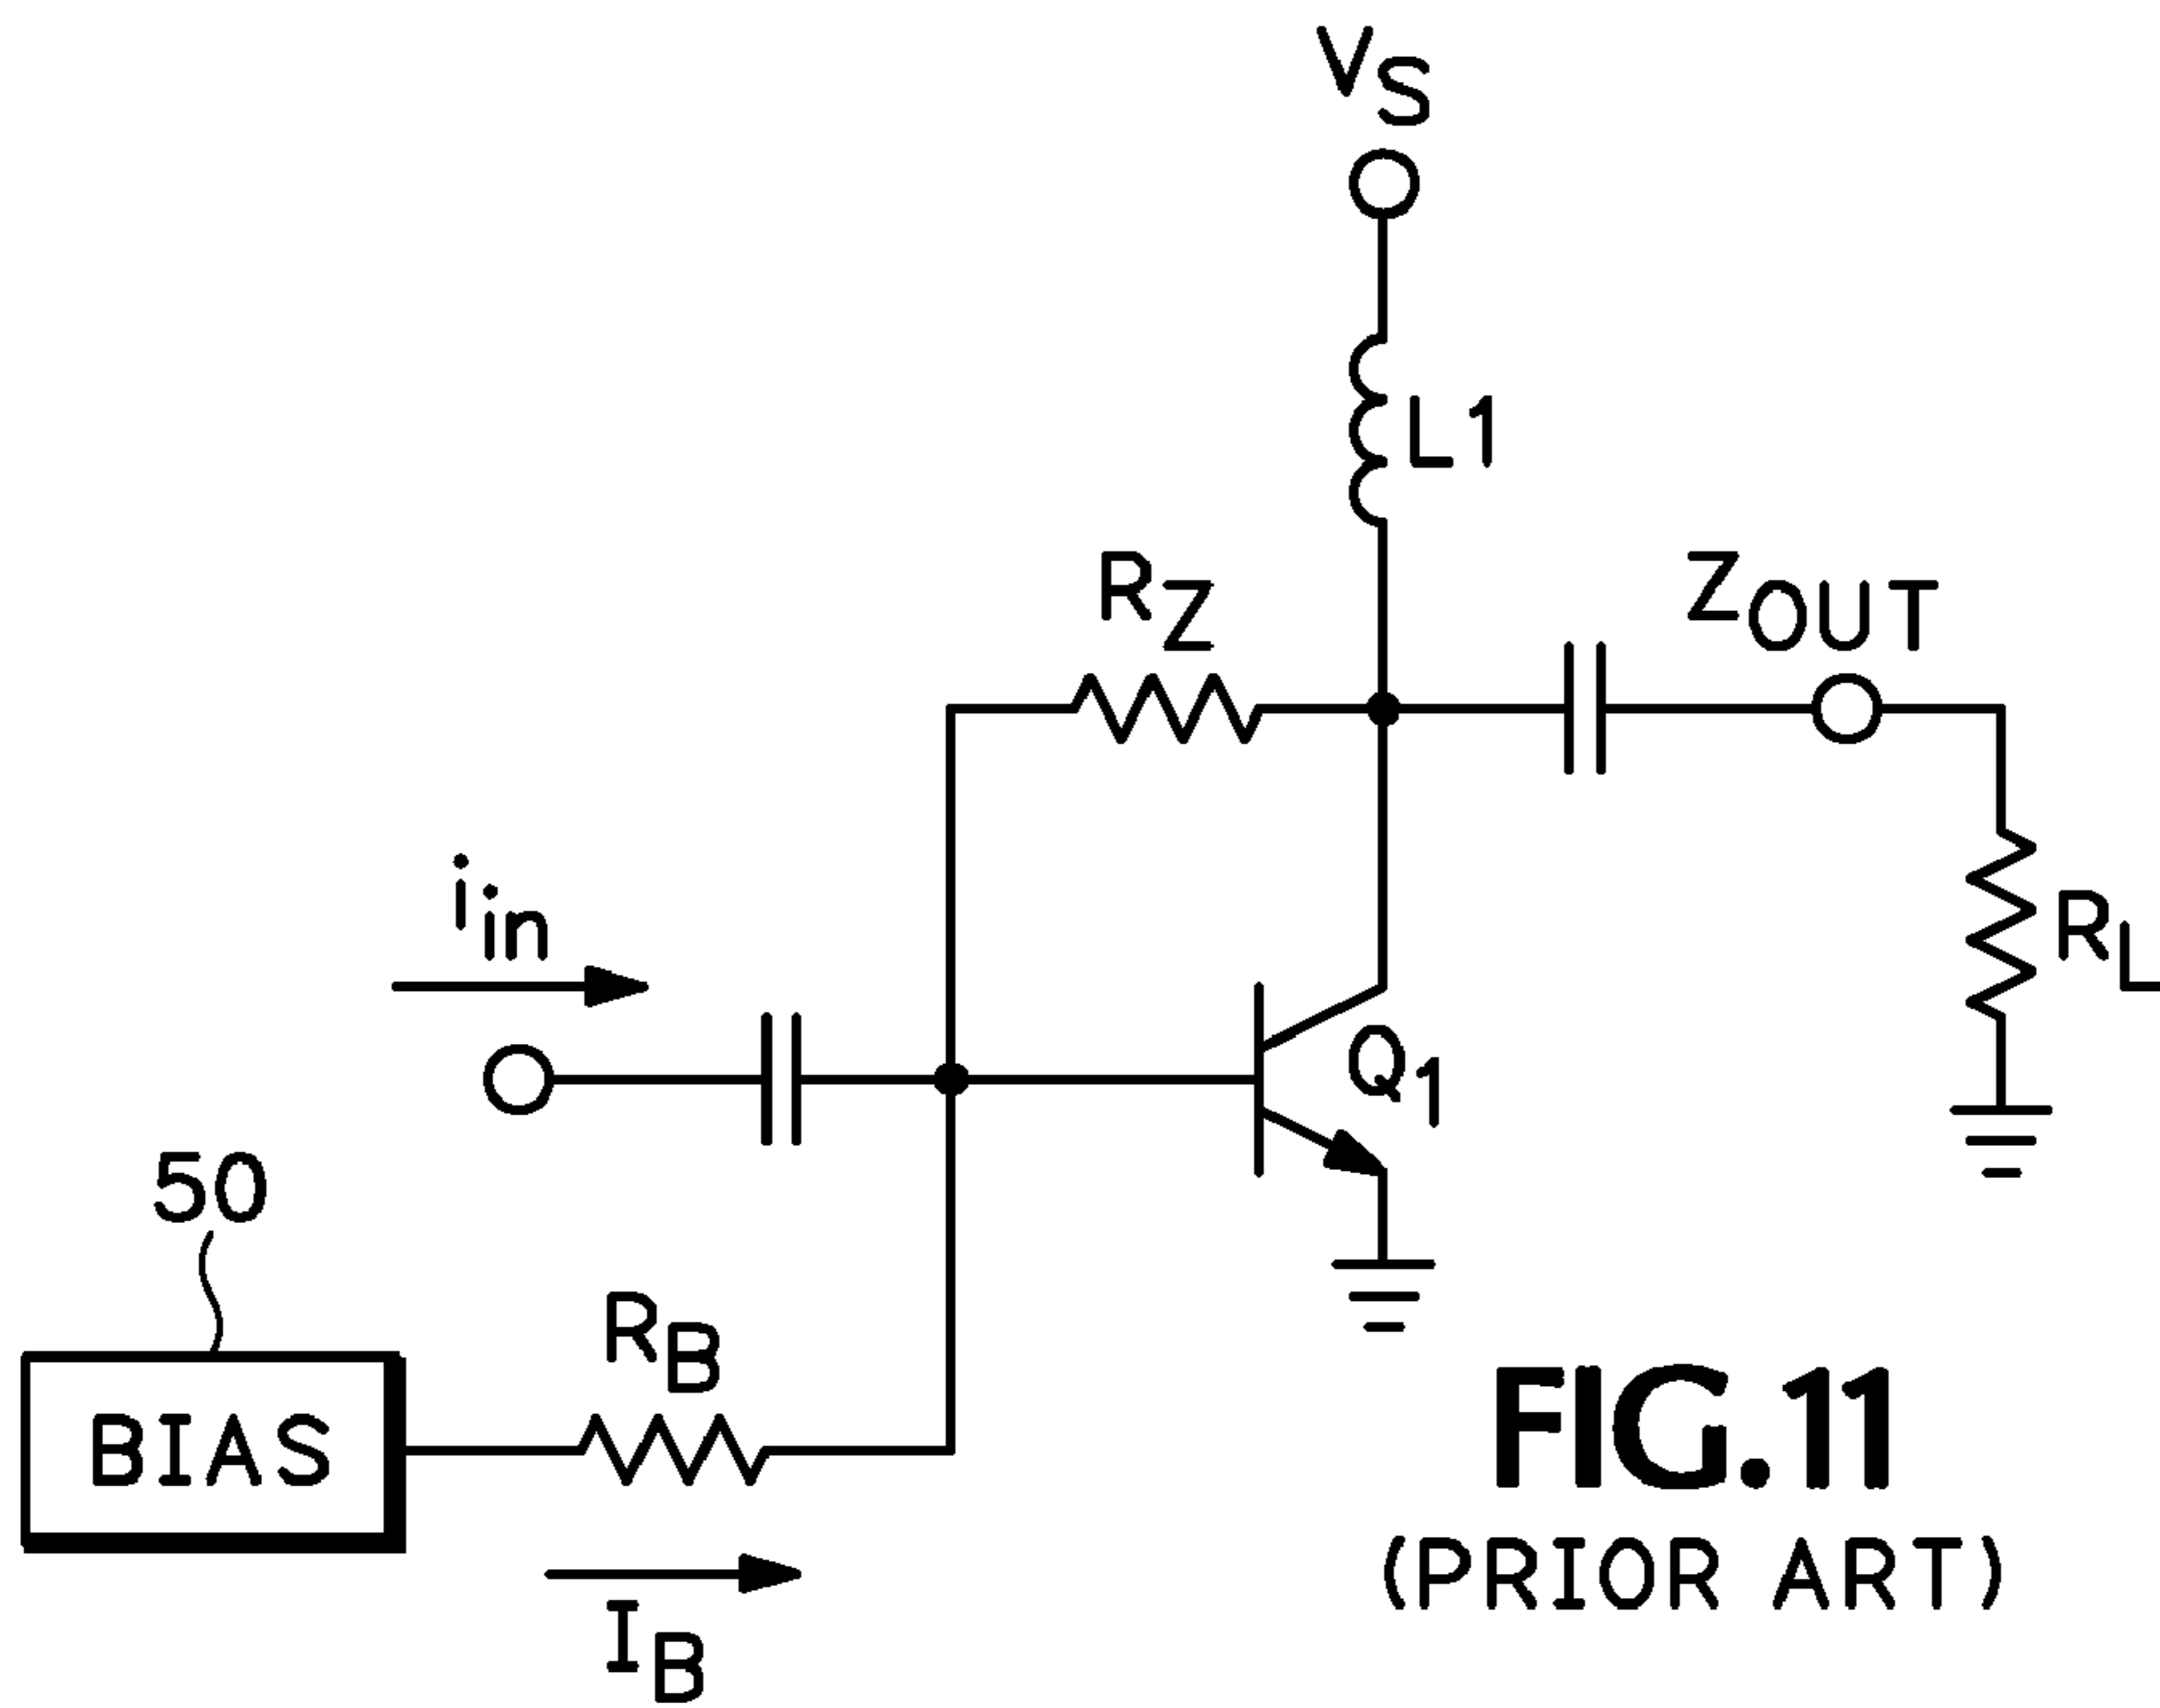 VS
L1
RZ
ZOUT
iin
RL
Q1
50
RB
BIAS
IB
FIG.11
(PRIOR ART)